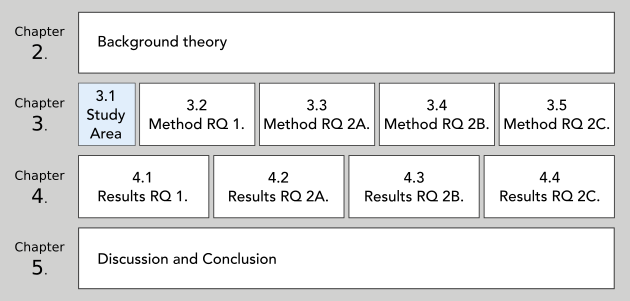 Chapter
2.
Background theory
Chapter
3.
3.1
Study
Area
3.2
Method RQ 1.
3.3
Method RQ 2A.
3.4
Method RQ 2B.
3.5
Method RQ 2C.
Chapter
4.
4.1
Results RQ 1.
4.2
Results RQ 2A.
4.3
Results RQ 2B.
4.4
Results RQ 2C.
Chapter
5.
Discussion and Conclusion